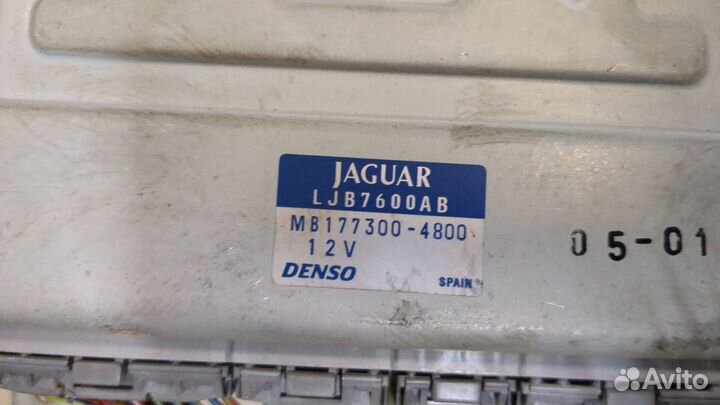 JAGUAR
LJB7600AB
MB177300-4800
12V
DENSO
SPAIN
05-01
Avito